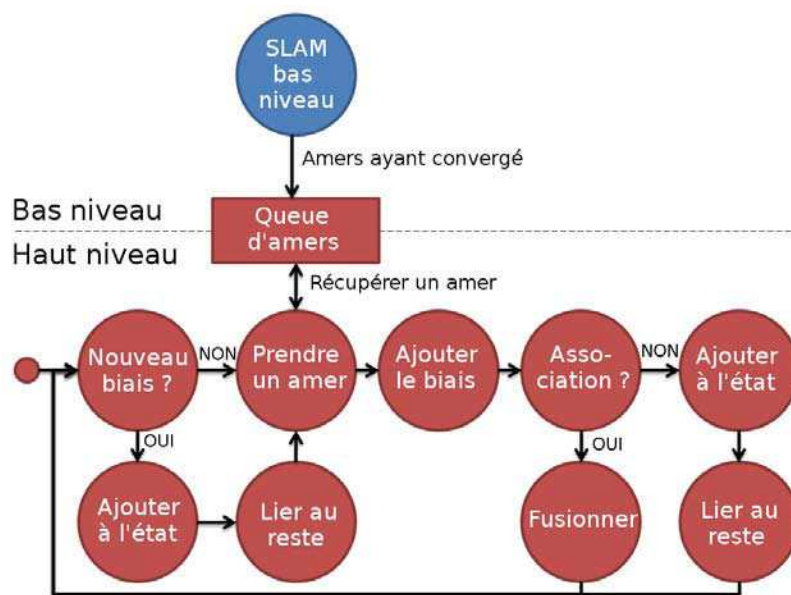 SLAM
bas
niveau
Amers ayant convergé
Bas niveau
Queue
d'amers
Haut niveau
Récupérer un amer
Nouveau
biais ?
NON
Prendre
un amer
Ajouter
le biais
Asso-
ciation ?
NON
Ajouter
à l'état
OUI
OUI
Ajouter
à l'état
Lier au
reste
Fusionner
Lier au
reste